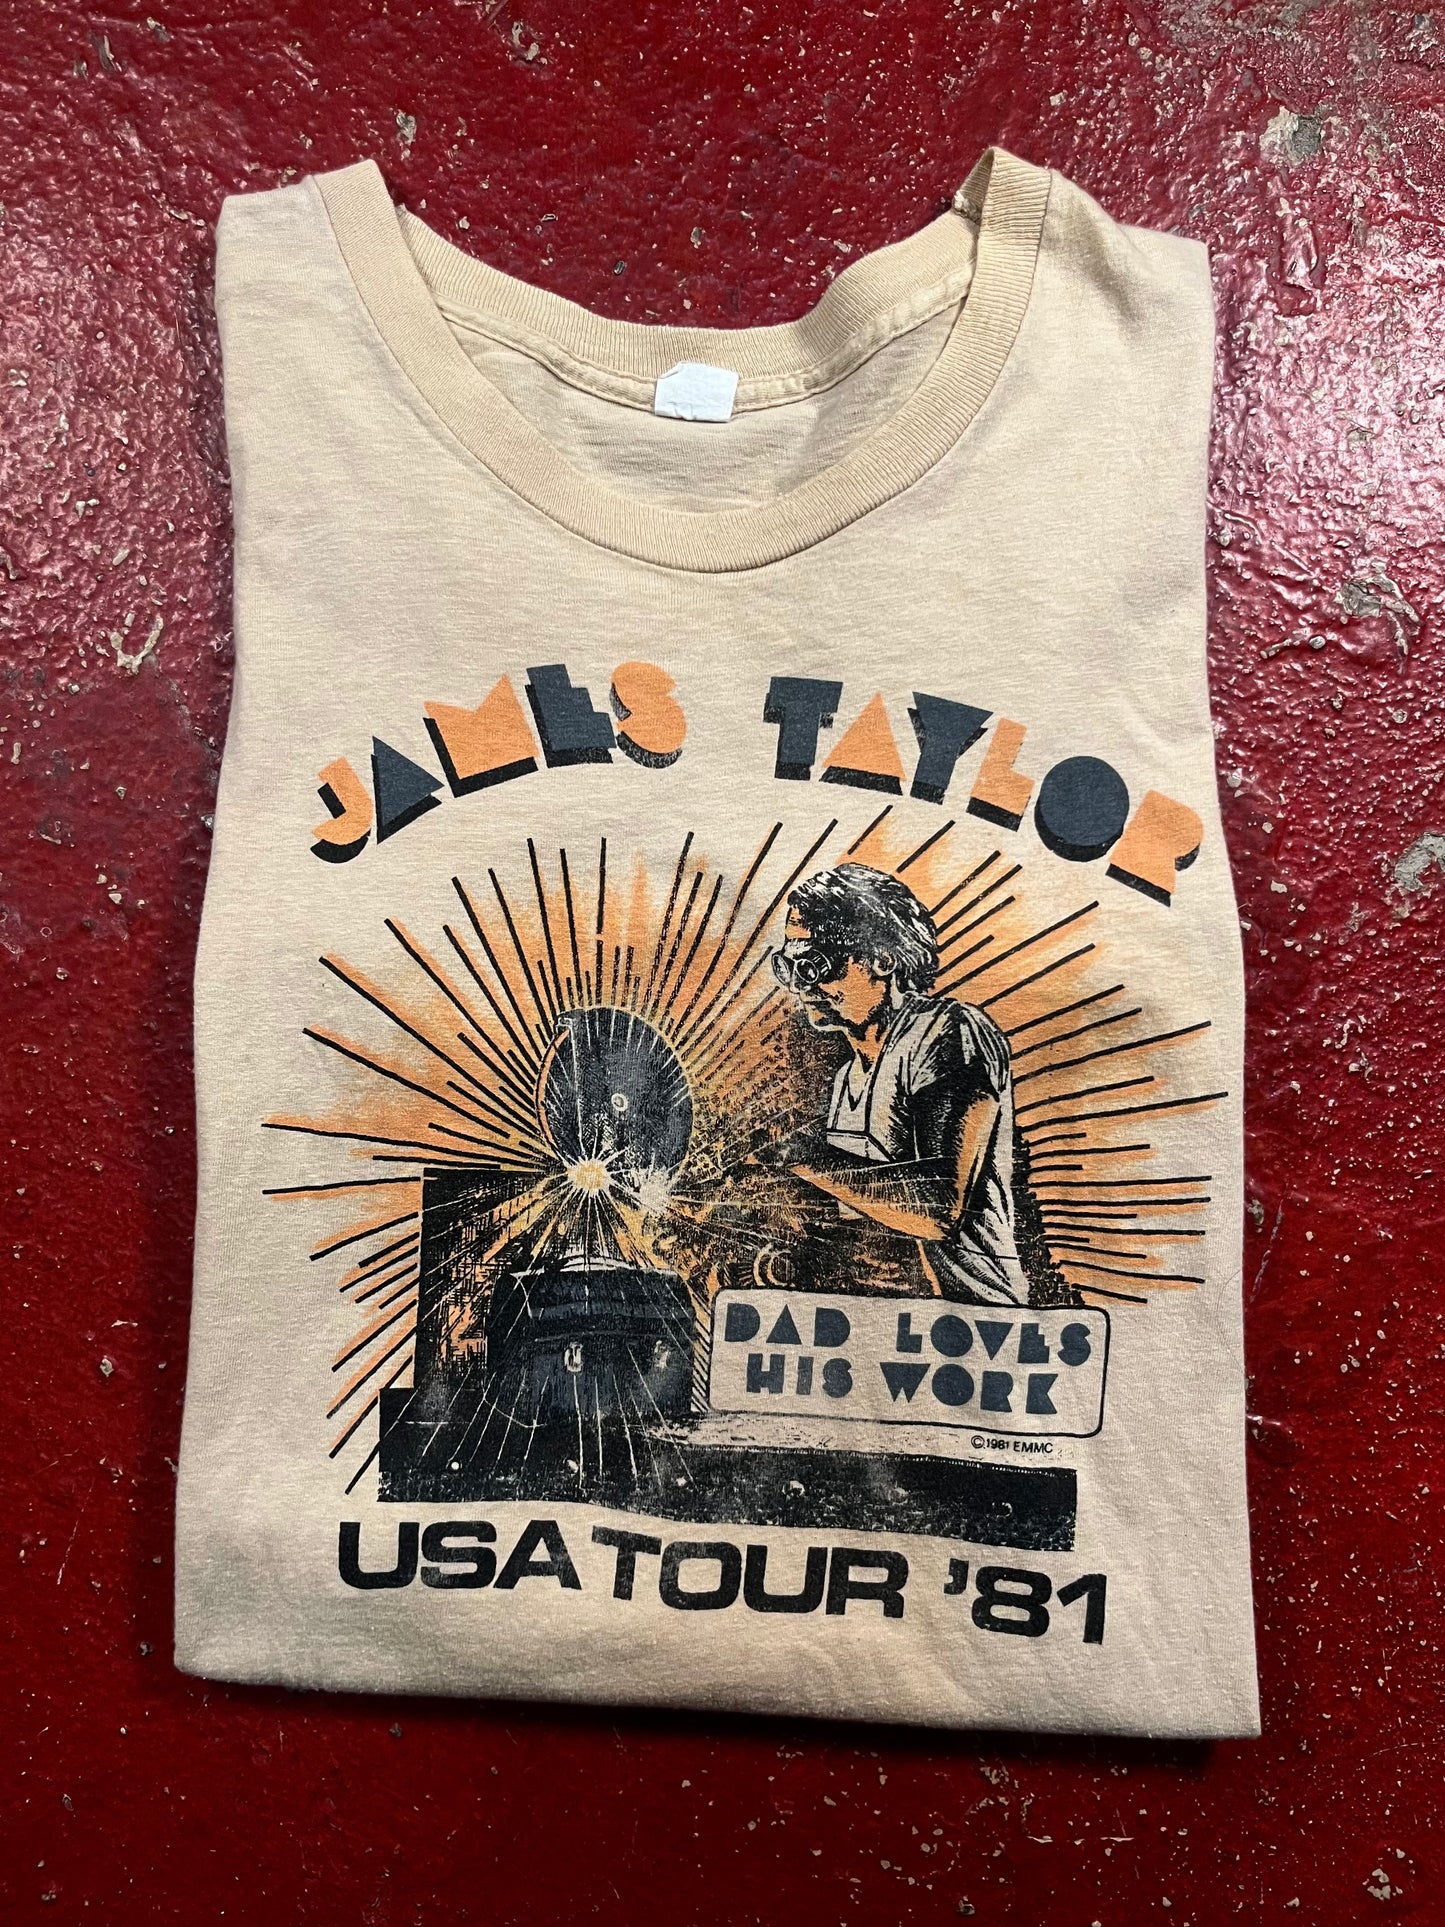 JAMES TAYLOR
DAD LOVES
HIS WORK
©1981 EMMC
USA TOUR '81